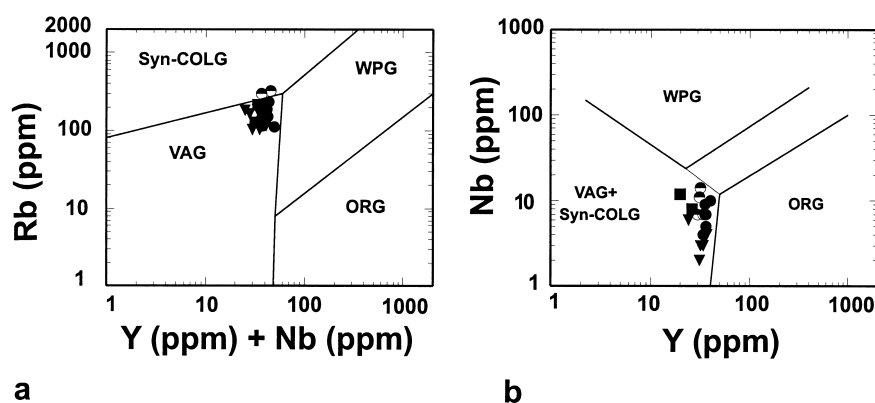 2000
1000
100
10
1
Rb (ppm)
Syn-COLG
WPG
VAG
ORG
1 10 100 1000
Y (ppm) + Nb (ppm)
a
1000
100
10
1
Nb (ppm)
WPG
VAG+
Syn-COLG
ORG
1 10 100 1000
Y (ppm)
b